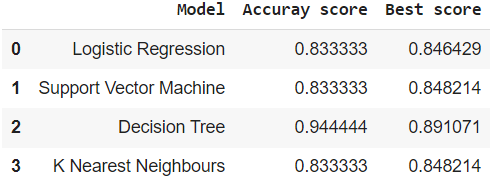 Model Accuray score Best score
0 Logistic Regression 0.833333 0.846429
1 Support Vector Machine 0.833333 0.848214
2 Decision Tree 0.944444 0.891071
3 K Nearest Neighbours 0.833333 0.848214